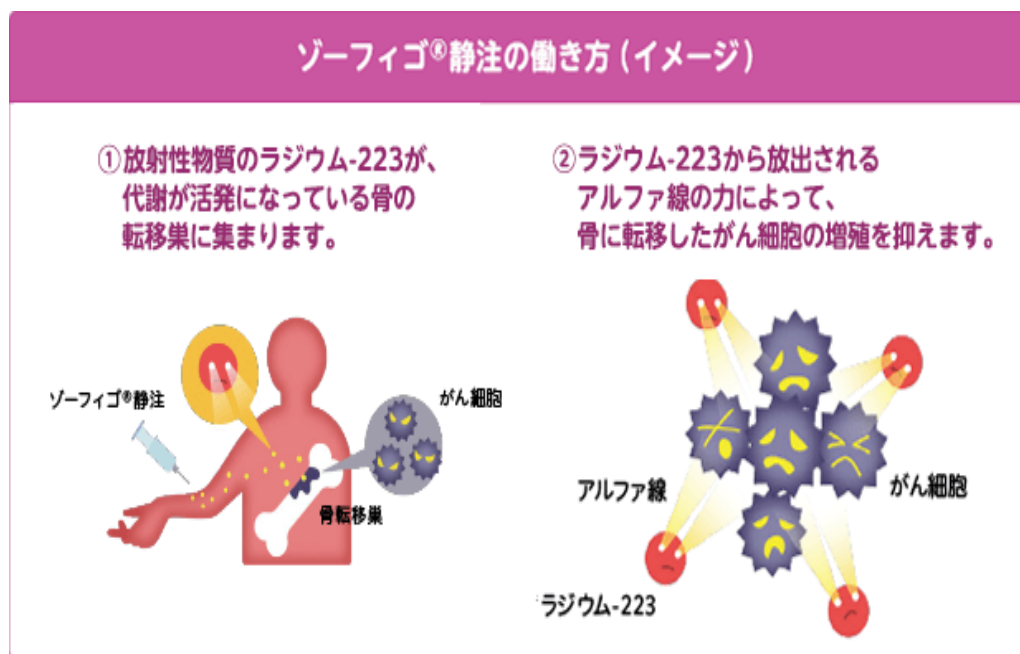 ゾーフィゴ®静注の働き方（イメージ）
①放射性物質のラジウム-223が、
代謝が活発になっている骨の
転移巣に集まります。
②ラジウム-223から放出される
アルファ線の力によって、
骨に転移したがん細胞の増殖を抑えます。
ゾーフィゴ®静注
がん細胞
骨転移巣
アルファ線
がん細胞
ラジウム-223